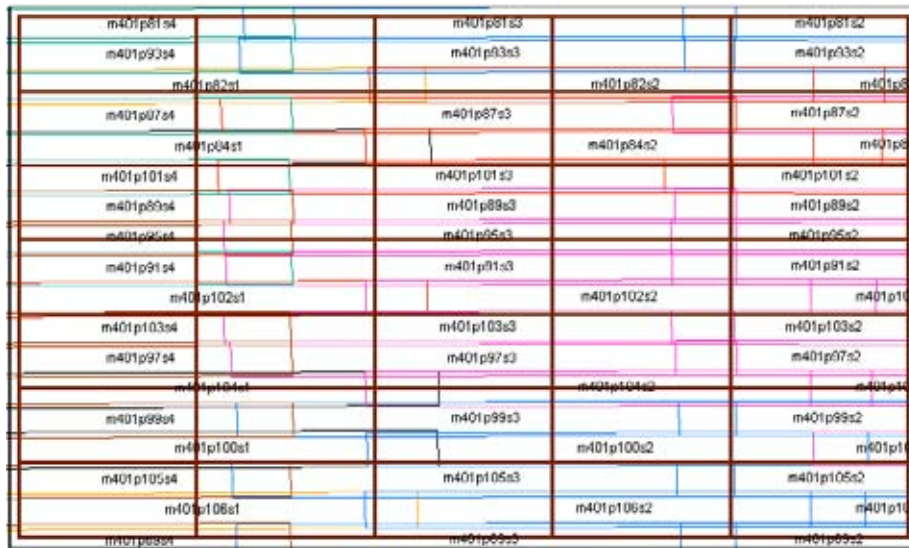 m401p81s4 m401p81s3 m401p81s2
m401p93s4 m401p93s3 m401p93s2
m401p82s1 m401p82s2
m401p87s4 m401p87s3 m401p87s2
m401p84s1 m401p84s2
m401p101s4 m401p101s3 m401p101s2
m401p89s4 m401p89s3 m401p89s2
m401p95s4 m401p95s3 m401p95s2
m401p91s4 m401p91s3 m401p91s2
m401p102s1 m401p102s2
m401p103s4 m401p103s3 m401p103s2
m401p97s4 m401p97s3 m401p97s2
m401p104s1 m401p104s2
m401p99s4 m401p99s3 m401p99s2
m401p100s1 m401p100s2
m401p105s4 m401p105s3 m401p105s2
m401p106s1 m401p106s2